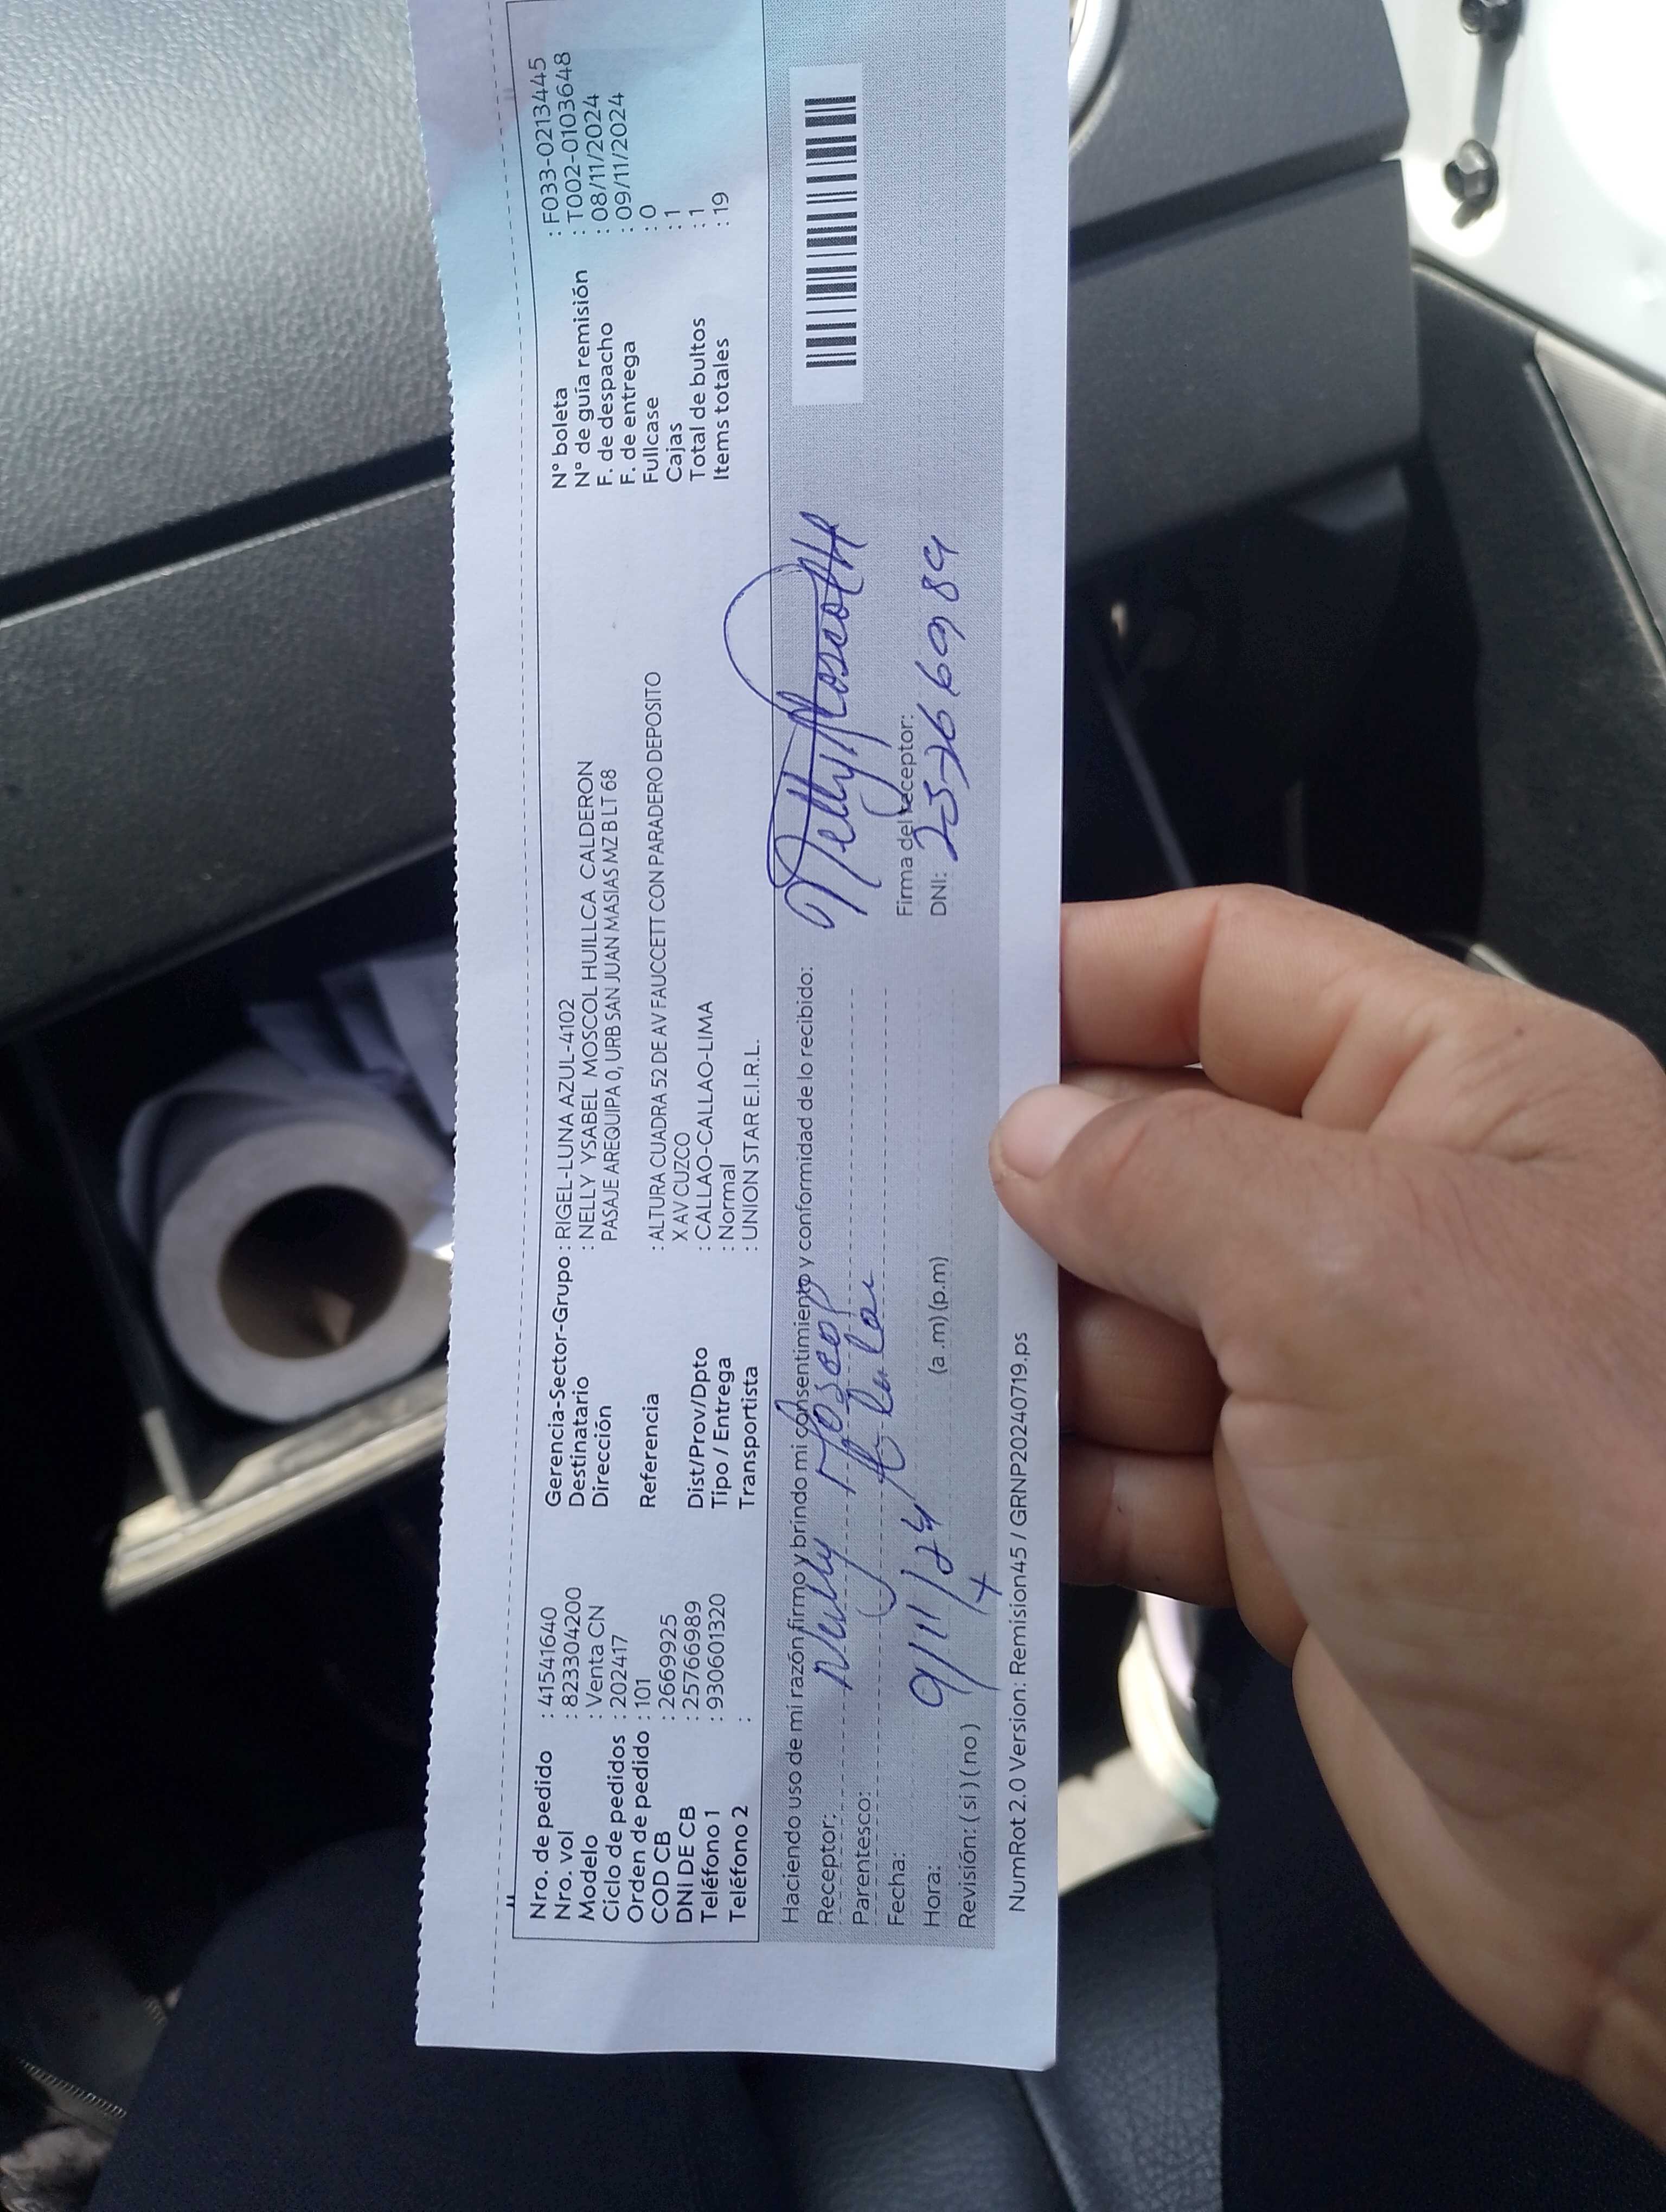 Nro. de pedido : 41541640
Nro. vol : 823304200
Modelo : Venta CN
Ciclo de pedidos : 202417
Orden de pedido : 101
COD CB : 2669925
DNI DE CB : 25766989
Teléfono 1 : 930601320
Teléfono 2 :
Gerencia-Sector-Grupo : RIGEL-LUNA AZUL-4102
Destinatario : NELLY YSABEL MOSCOL HUILLCA CALDERON
Dirección PASAJE AREQUIPA 0, URB SAN JUAN MASIAS MZ B LT 68
Referencia : ALTURA CUADRA 52 DE AV FAUCCETT CON PARADERO DEPOSITO
X AV CUZCO
Dist/Prov/Dpto : CALLAO-CALLAO-LIMA
Tipo / Entrega : Normal
Transportista : UNION STAR E.I.R.L.
N° boleta : F033-0213445
N° de guía remisión : T002-0103648
F. de despacho : 08/11/2024
F. de entrega : 09/11/2024
Fullcase : 0
Cajas : 1
Total de bultos : 1
Items totales : 19
Haciendo uso de mi razón firmo y brindo mi consentimiento y conformidad de lo recibido:
Receptor: Nelly Moscol
Parentesco: Titular
Fecha: 9/11/24
Hora: (a .m) (p.m)
Revisión: ( si ) ( no )
Firma del receptor:
DNI: 25766989
NumRot 2.0 Version: Remision45 / GRNP20240719.ps